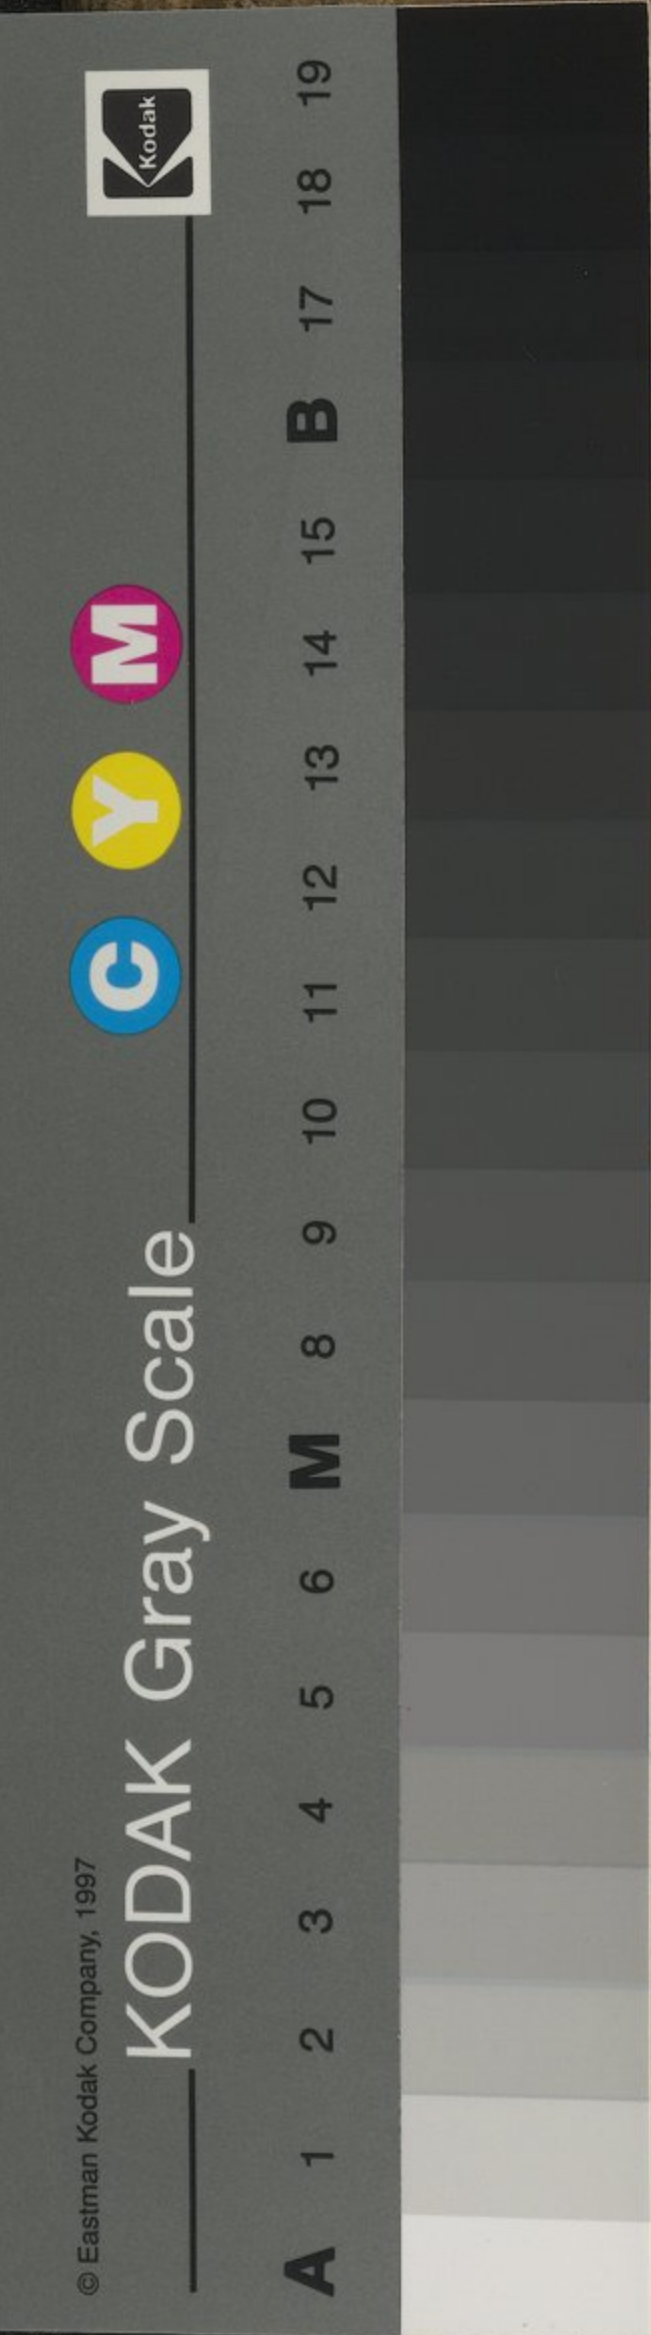 © Eastman Kodak Company, 1997
KODAK Gray Scale
C Y M
Kodak
A 1 2 3 4 5 6 M 8 9 10 11 12 13 14 15 B 17 18 19